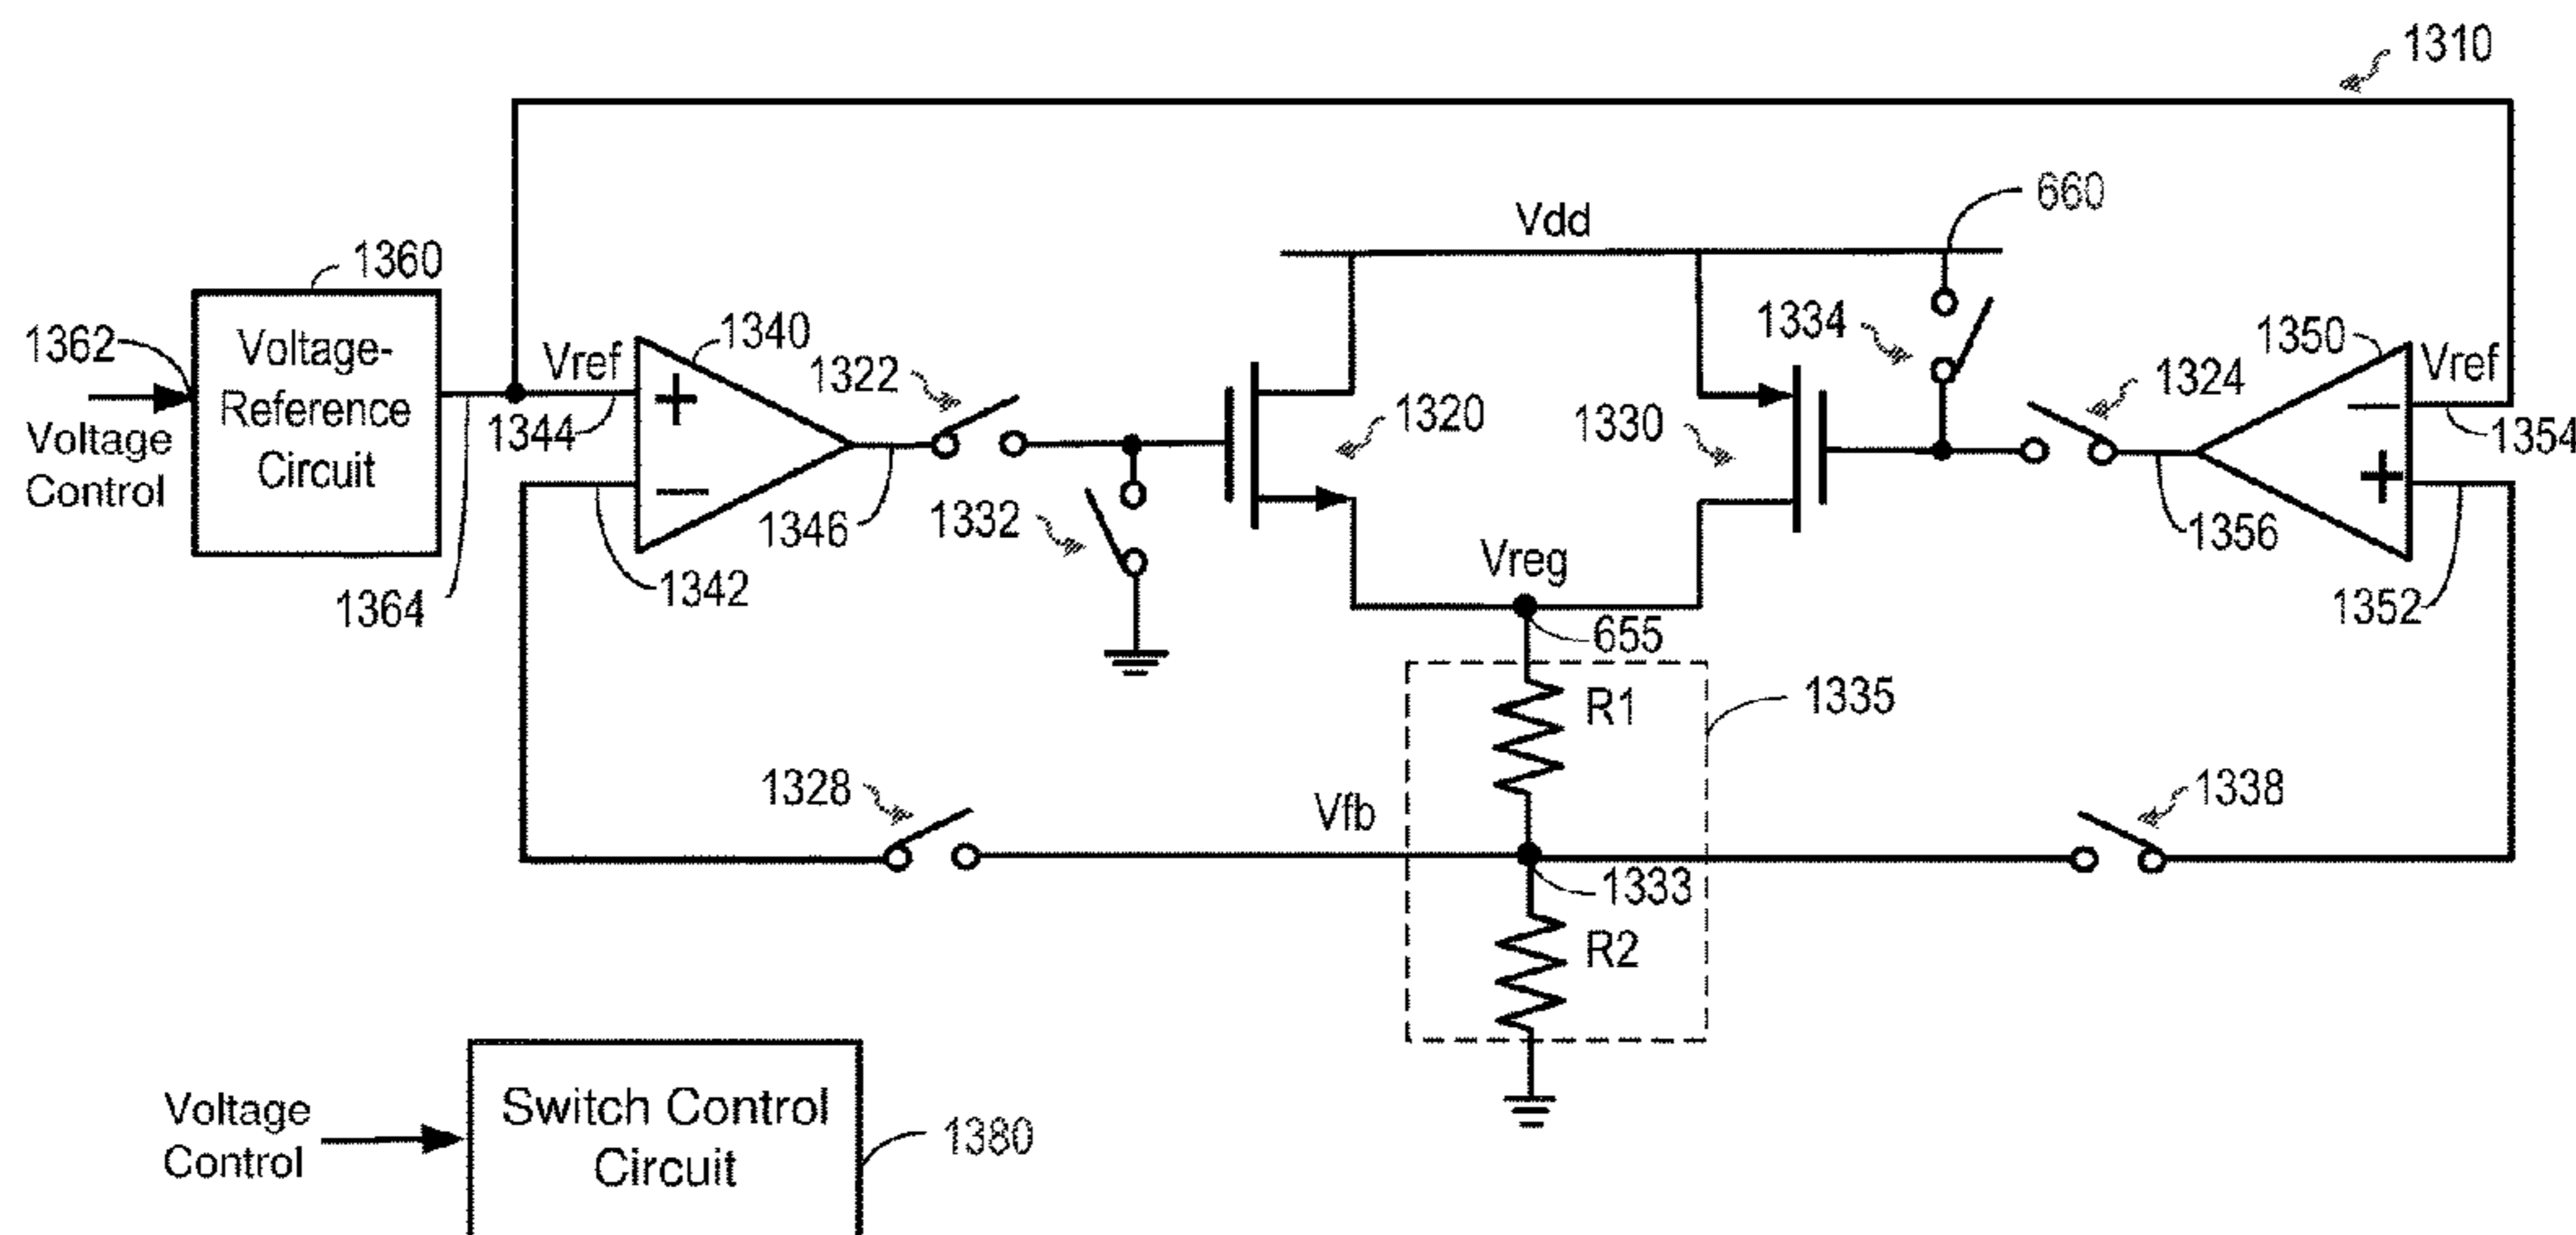 1310
660
Vdd
1360
1334
1350
Vref
1340
Vref
1362
Voltage-
Reference
Circuit
1322
1324
+
−
1344
1320
1330
1354
Voltage
Control
−
+
1346
1332
1356
Vreg
1364
1342
655
1352
R1
1335
1328
Vfb
1338
1333
R2
Voltage
Control
Switch Control
Circuit
1380